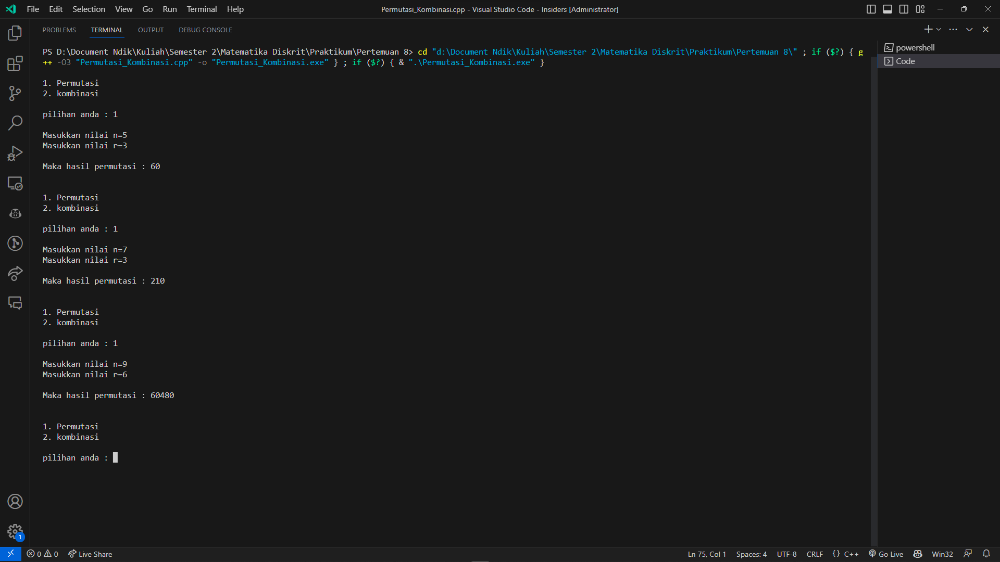 File Edit Selection View Go Run Terminal Help
Permutasi_Kombinasi.cpp - Visual Studio Code - Insiders [Administrator]
PROBLEMS TERMINAL OUTPUT DEBUG CONSOLE
PS D:\Document Ndik\Kuliah\Semester 2\Matematika Diskrit\Praktikum\Pertemuan 8> cd "d:\Document Ndik\Kuliah\Semester 2\Matematika Diskrit\Praktikum\Pertemuan 8\" ; if ($?) { g
++ -O3 "Permutasi_Kombinasi.cpp" -o "Permutasi_Kombinasi.exe" } ; if ($?) { & ".\Permutasi_Kombinasi.exe" }
1. Permutasi
2. kombinasi
pilihan anda : 1
Masukkan nilai n=5
Masukkan nilai r=3
Maka hasil permutasi : 60
1. Permutasi
2. kombinasi
pilihan anda : 1
Masukkan nilai n=7
Masukkan nilai r=3
Maka hasil permutasi : 210
1. Permutasi
2. kombinasi
pilihan anda : 1
Masukkan nilai n=9
Masukkan nilai r=6
Maka hasil permutasi : 60480
1. Permutasi
2. kombinasi
pilihan anda :
powershell
Code
1
0 0 Live Share
Ln 75, Col 1 Spaces: 4 UTF-8 CRLF {} C++ Go Live Win32